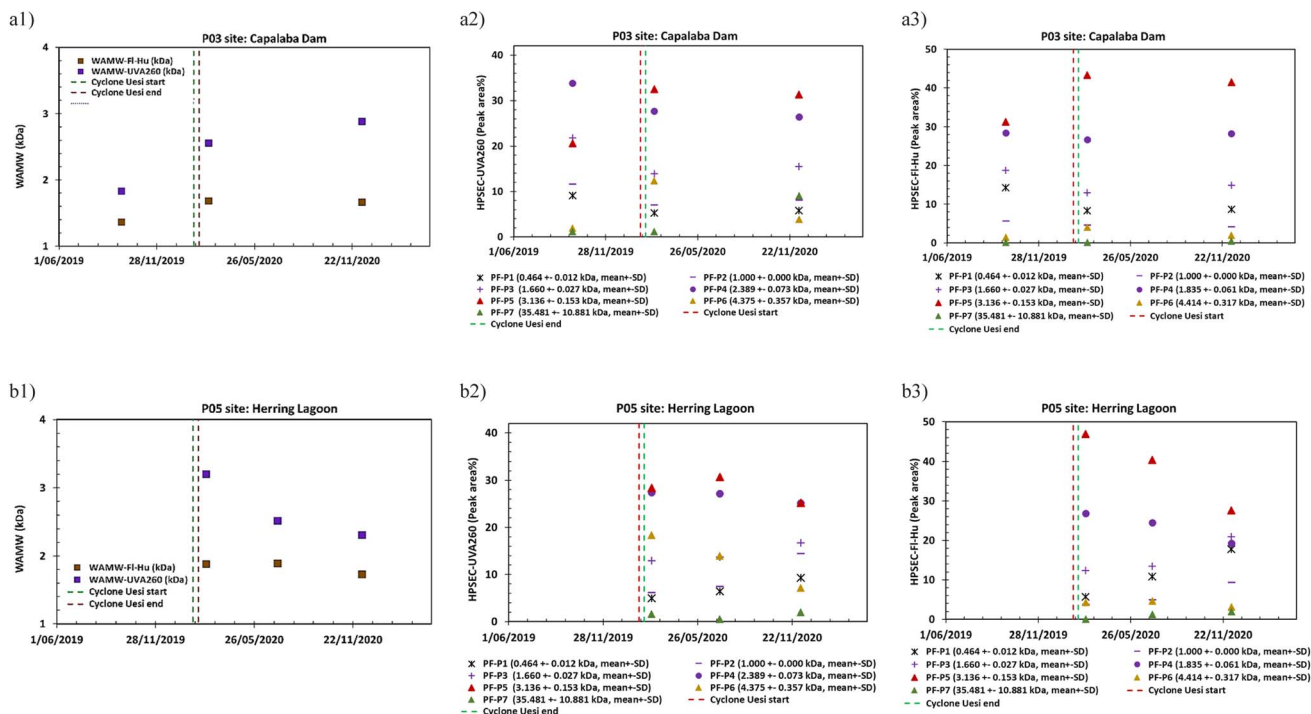 a1)
P03 site: Capalaba Dam
WAMW (kDa)
4
3
2
1
WAMW-Fl-Hu (kDa)
WAMW-UVA260 (kDa)
Cyclone Uesi start
Cyclone Uesi end
1/06/2019 28/11/2019 26/05/2020 22/11/2020
a2)
P03 site: Capalaba Dam
HPSEC-UVA260 (Peak area%)
40
30
20
10
0
1/06/2019 28/11/2019 26/05/2020 22/11/2020
PF-P1 (0.464 +- 0.012 kDa, mean+-SD) PF-P2 (1.000 +- 0.000 kDa, mean+-SD)
PF-P3 (1.660 +- 0.027 kDa, mean+-SD) PF-P4 (2.389 +- 0.073 kDa, mean+-SD)
PF-P5 (3.136 +- 0.153 kDa, mean+-SD) PF-P6 (4.375 +- 0.357 kDa, mean+-SD)
PF-P7 (35.481 +- 10.881 kDa, mean+-SD) Cyclone Uesi start
Cyclone Uesi end
a3)
P03 site: Capalaba Dam
HPSEC-Fl-Hu (Peak area%)
50
40
30
20
10
0
1/06/2019 28/11/2019 26/05/2020 22/11/2020
PF-P1 (0.464 +- 0.012 kDa, mean+-SD) PF-P2 (1.000 +- 0.000 kDa, mean+-SD)
PF-P3 (1.660 +- 0.027 kDa, mean+-SD) PF-P4 (1.835 +- 0.061 kDa, mean+-SD)
PF-P5 (3.136 +- 0.153 kDa, mean+-SD) PF-P6 (4.414 +- 0.317 kDa, mean+-SD)
PF-P7 (35.481 +- 10.881 kDa, mean+-SD) Cyclone Uesi start
Cyclone Uesi end
b1)
P05 site: Herring Lagoon
WAMW (kDa)
4
3
2
1
WAMW-Fl-Hu (kDa)
WAMW-UVA260 (kDa)
Cyclone Uesi start
Cyclone Uesi end
1/06/2019 28/11/2019 26/05/2020 22/11/2020
b2)
P05 site: Herring Lagoon
HPSEC-UVA260 (Peak area%)
40
30
20
10
0
1/06/2019 28/11/2019 26/05/2020 22/11/2020
PF-P1 (0.464 +- 0.012 kDa, mean+-SD) PF-P2 (1.000 +- 0.000 kDa, mean+-SD)
PF-P3 (1.660 +- 0.027 kDa, mean+-SD) PF-P4 (2.389 +- 0.073 kDa, mean+-SD)
PF-P5 (3.136 +- 0.153 kDa, mean+-SD) PF-P6 (4.375 +- 0.357 kDa, mean+-SD)
PF-P7 (35.481 +- 10.881 kDa, mean+-SD) Cyclone Uesi start
Cyclone Uesi end
b3)
P05 site: Herring Lagoon
HPSEC-Fl-Hu (Peak area%)
50
40
30
20
10
0
1/06/2019 28/11/2019 26/05/2020 22/11/2020
PF-P1 (0.464 +- 0.012 kDa, mean+-SD) PF-P2 (1.000 +- 0.000 kDa, mean+-SD)
PF-P3 (1.660 +- 0.027 kDa, mean+-SD) PF-P4 (1.835 +- 0.061 kDa, mean+-SD)
PF-P5 (3.136 +- 0.153 kDa, mean+-SD) PF-P6 (4.414 +- 0.317 kDa, mean+-SD)
PF-P7 (35.481 +- 10.881 kDa, mean+-SD) Cyclone Uesi start
Cyclone Uesi end